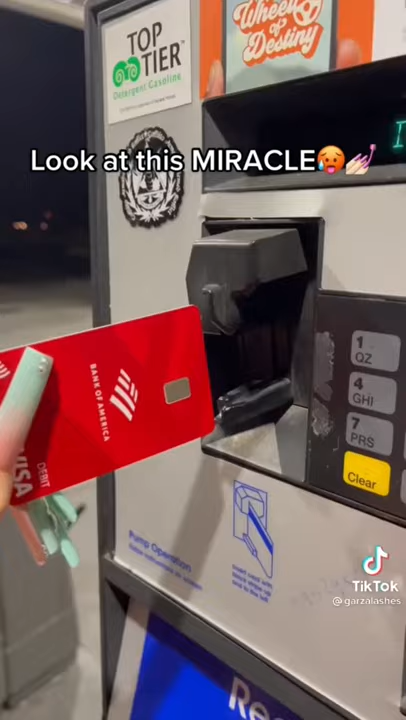 TOP
TIER
Detergent Gasoline
Wheel
of
Destiny
Look at this MIRACLE🥵💅🏻
1
QZ
4
GHI
7
PRS
Clear
BANK OF AMERICA
VISA
DEBIT
Pump Operation
TikTok
@garzalashes
Re